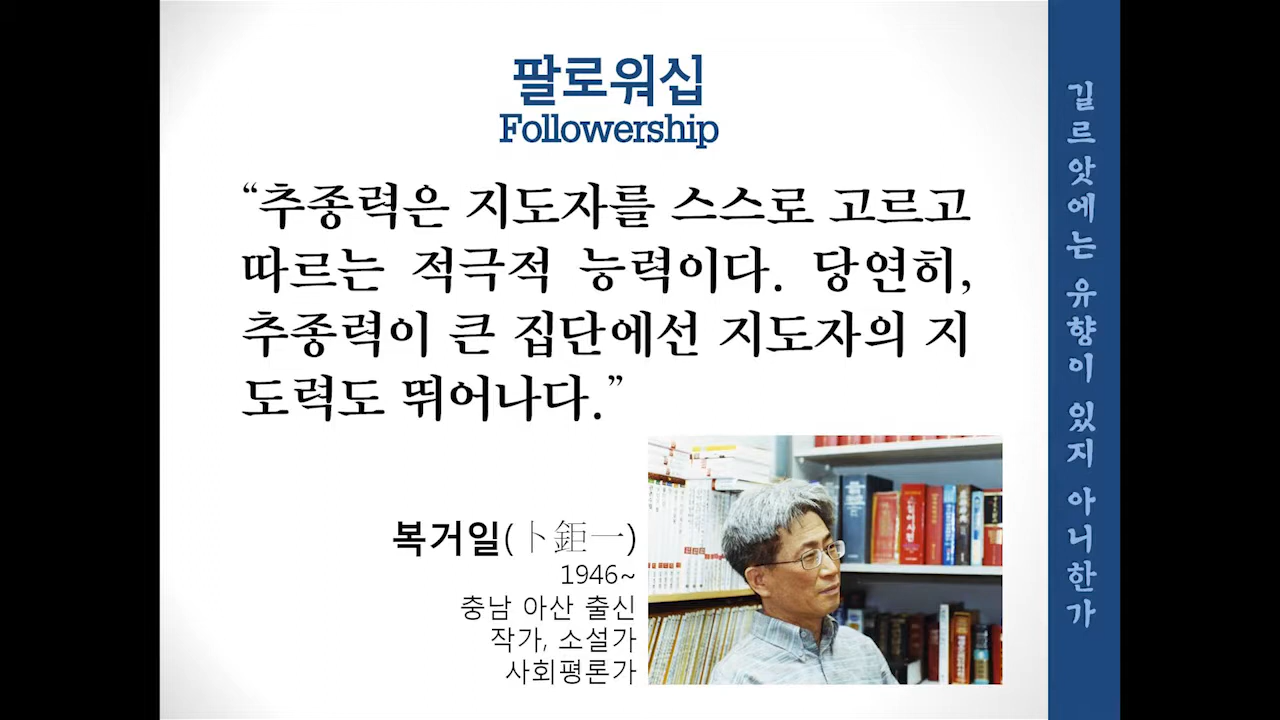 팔로워십
Followership
“추종력은 지도자를 스스로 고르고
따르는 적극적 능력이다. 당연히,
추종력이 큰 집단에선 지도자의 지
도력도 뛰어나다.”
복거일(卜鉅一)
1946~
충남 아산 출신
작가, 소설가
사회평론가
길르앗에는 유향이 있지 아니한가